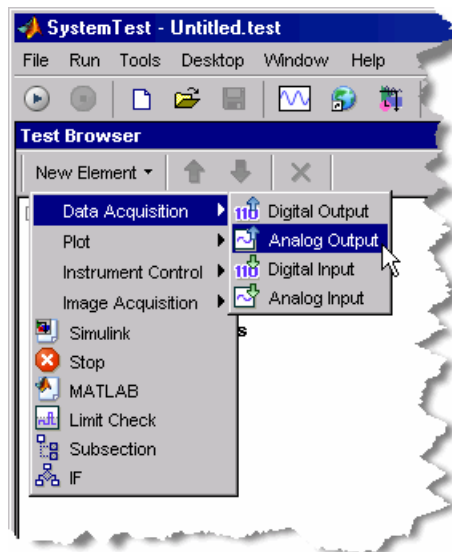 SystemTest - Untitled.test
File Run Tools Desktop Window Help
Test Browser
New Element
Data Acquisition
Digital Output
Plot
Analog Output
Instrument Control
Digital Input
Image Acquisition
Analog Input
Simulink
s
Stop
MATLAB
Limit Check
Subsection
IF